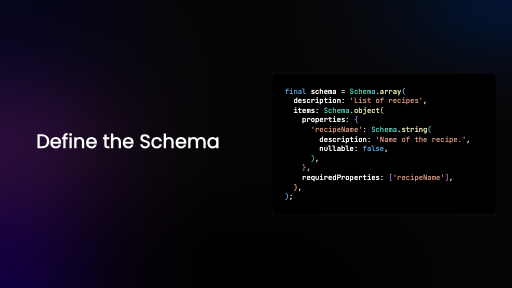 Define the Schema
final schema = Schema.array(
  description: 'List of recipes',
  items: Schema.object(
    properties: {
      'recipeName': Schema.string(
        description: 'Name of the recipe.',
        nullable: false,
      ),
    },
    requiredProperties: ['recipeName'],
  ),
);